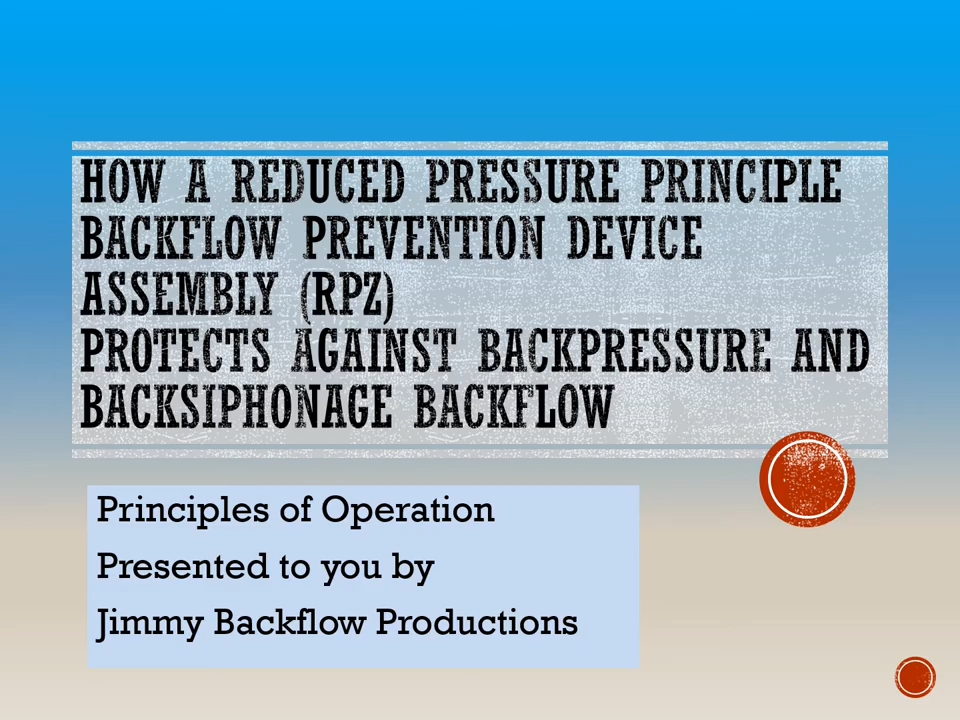 HOW A REDUCED PRESSURE PRINCIPLE
BACKFLOW PREVENTION DEVICE
ASSEMBLY (RPZ)
PROTECTS AGAINST BACKPRESSURE AND
BACKSIPHONAGE BACKFLOW
Principles of Operation
Presented to you by
Jimmy Backflow Productions